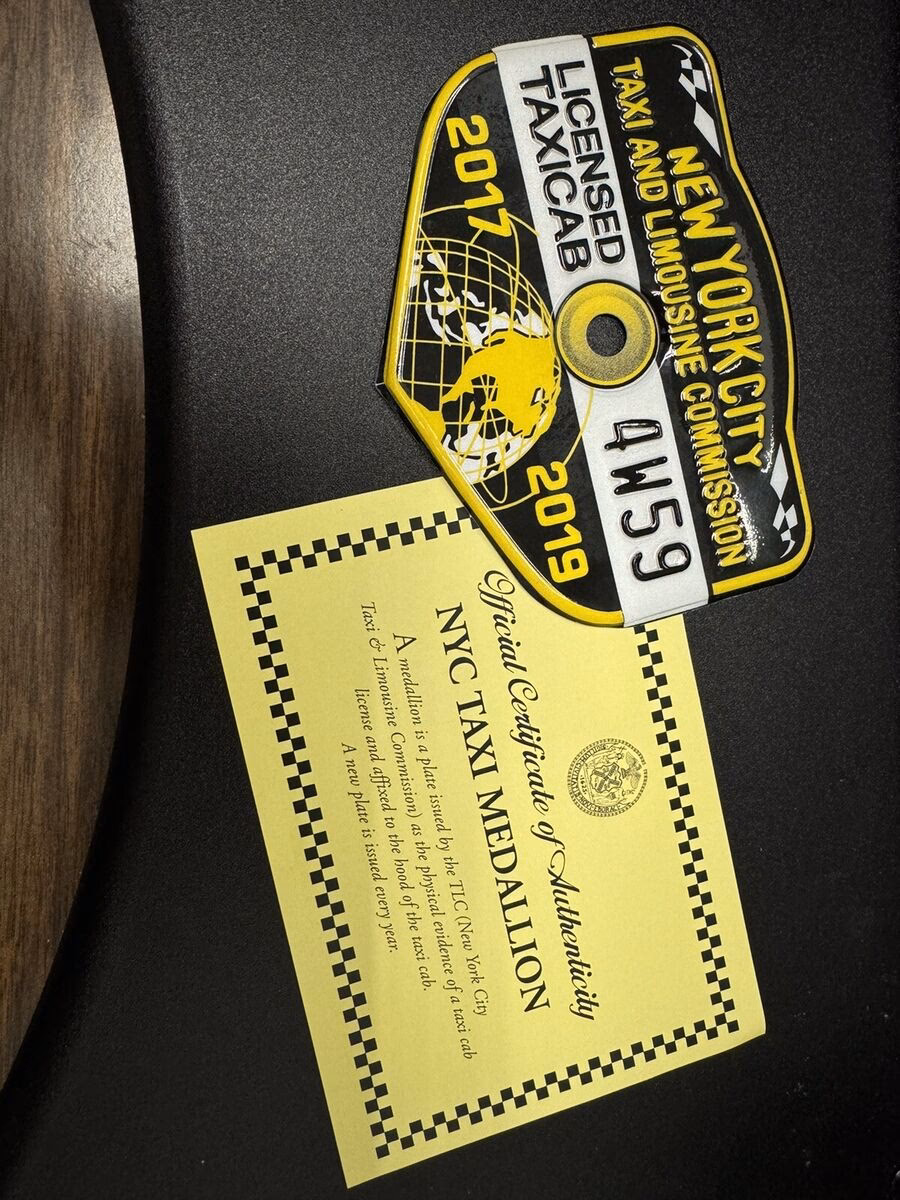 NEW YORK CITY
TAXI AND LIMOUSINE COMMISSION
LICENSED
TAXICAB
4W59
2017
2019
Official Certificate of Authenticity
NYC TAXI MEDALLION
A medallion is a plate issued by the TLC (New York City
Taxi & Limousine Commission) as the physical evidence of a taxi cab
license and affixed to the hood of the taxi cab.
A new plate is issued every year.